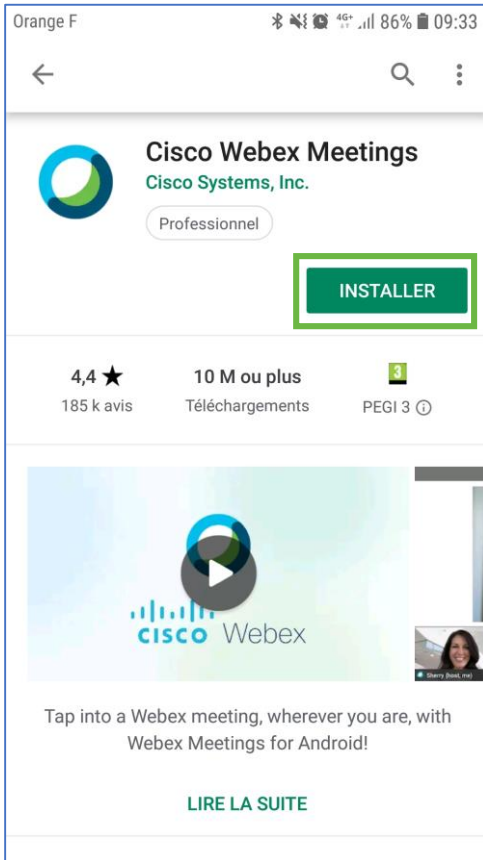 Orange F 4G+ 86% 09:33
Cisco Webex Meetings
Cisco Systems, Inc.
Professionnel
INSTALLER
4,4 ★ 10 M ou plus 3
185 k avis Téléchargements PEGI 3
CISCO Webex
Sherry (host, me)
Tap into a Webex meeting, wherever you are, with
Webex Meetings for Android!
LIRE LA SUITE